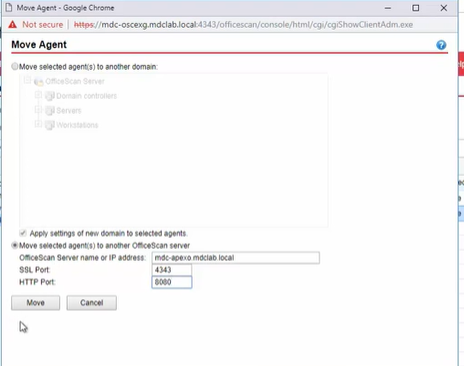 Move Agent - Google Chrome
Not secure | https://mdc-oscexg.mdclab.local:4343/officescan/console/html/cgi/cgiShowClientAdm.exe
Move Agent
?
Move selected agent(s) to another domain:
OfficeScan Server
Domain controllers
Servers
Workstations
Apply settings of new domain to selected agents.
Move selected agent(s) to another OfficeScan server
OfficeScan Server name or IP address: mdc-apexo.mdclab.local
SSL Port: 4343
HTTP Port: 8080
Move Cancel